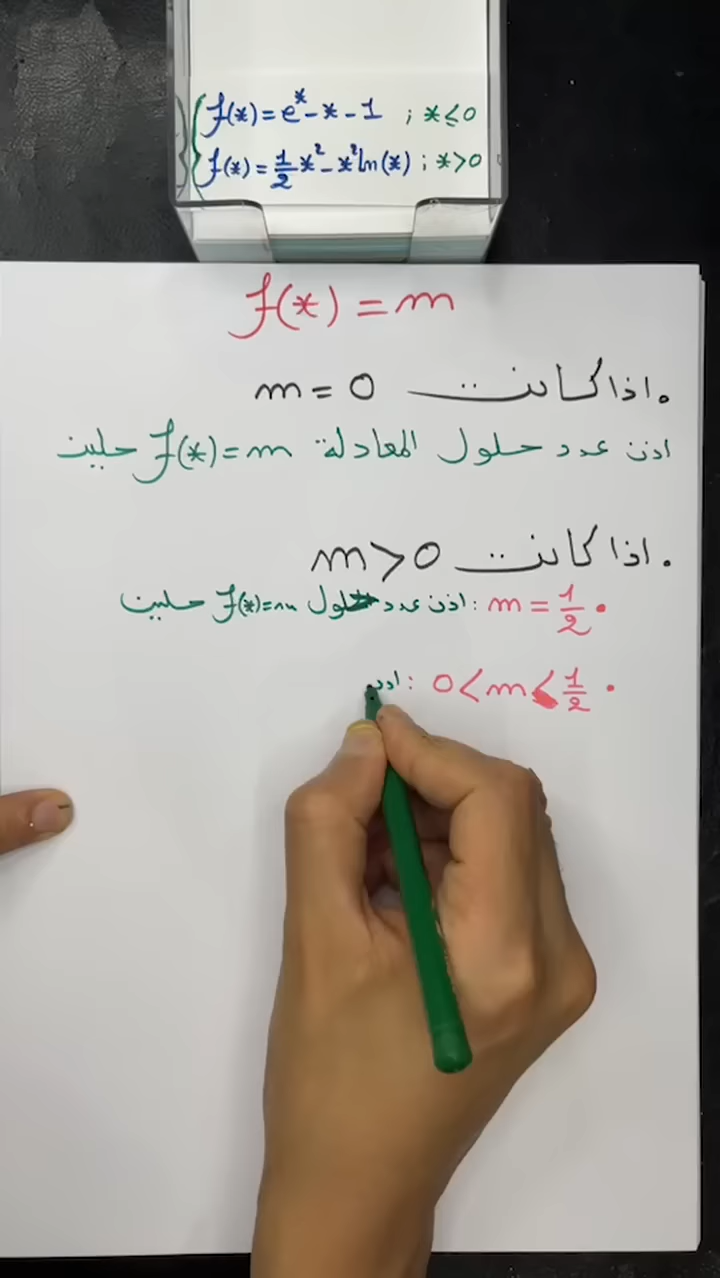 f(x) = e^x - x - 1 ; x ≤ 0
f(x) = 1/2 x² - x² ln(x) ; x > 0
f(x) = m
. اذا كانت m = 0
اذن عدد حلول المعادلة f(x) = m حلين
. اذا كانت m > 0
• m = 1/2 : اذن عدد حلول f(x) = m حلين
• 0 < m < 1/2 : اذن